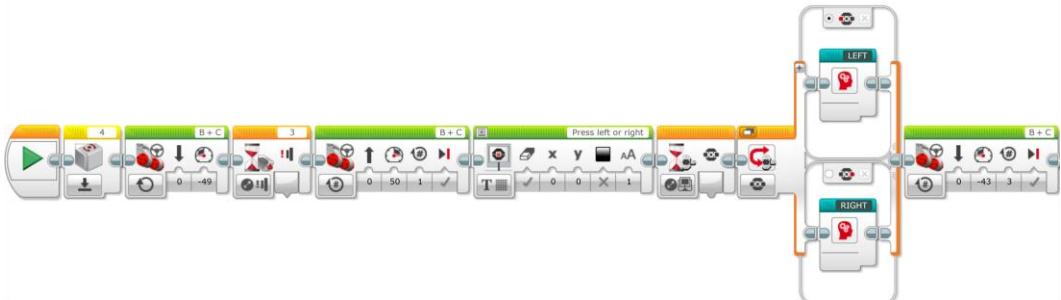 4
B + C
0 -49
3
B + C
0 50 1
Press left or right
x y AA
T 0 0 1
LEFT
RIGHT
B + C
0 -43 3